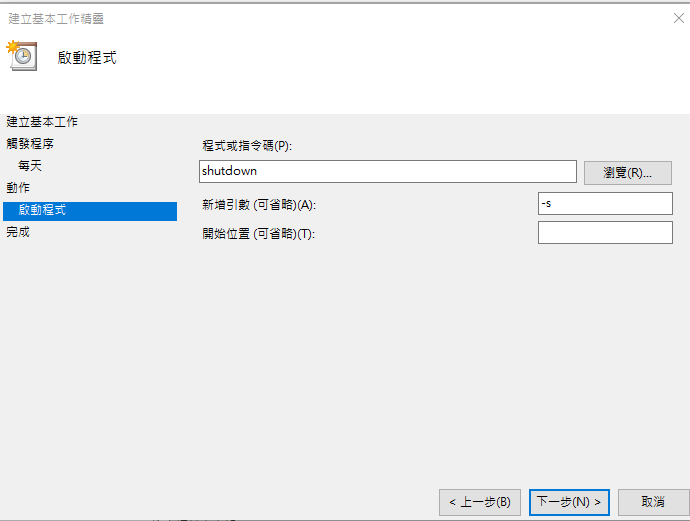 建立基本工作精靈
啟動程式
建立基本工作
觸發程序
每天
動作
啟動程式
完成
程式或指令碼(P):
shutdown
瀏覽(R)...
新增引數 (可省略)(A):
-s
開始位置 (可省略)(T):
< 上一步(B)
下一步(N) >
取消